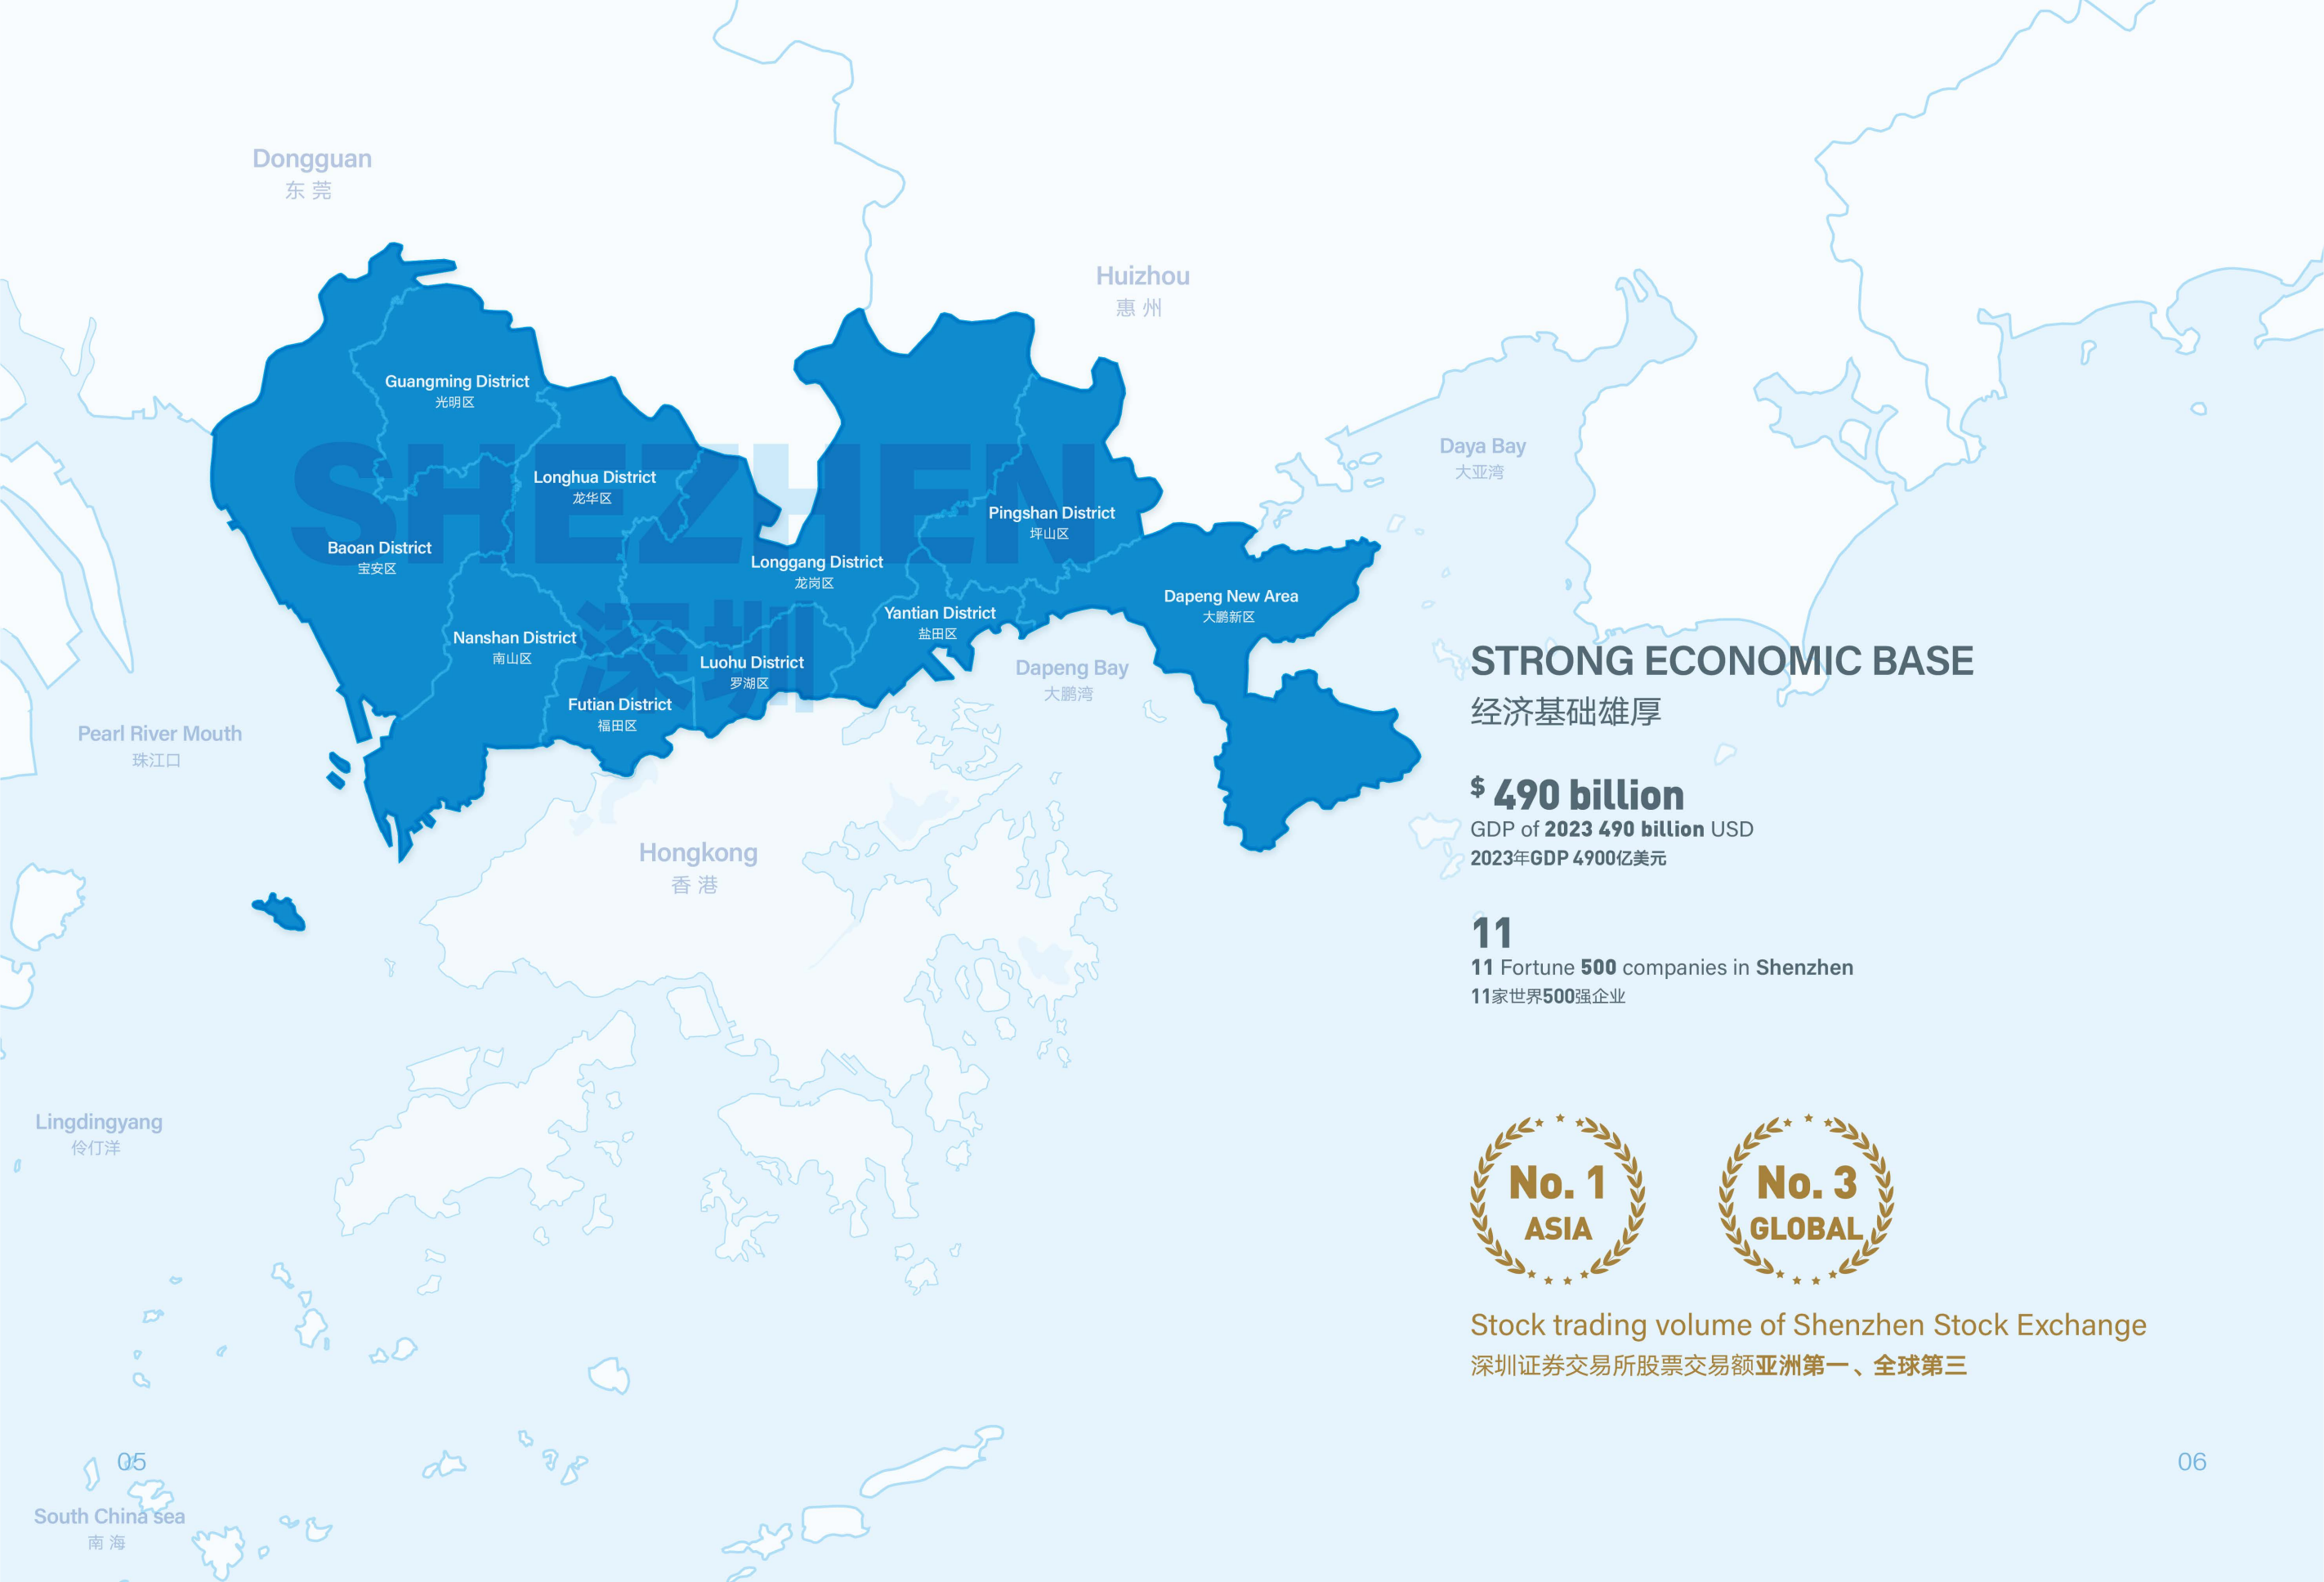 Dongguan
东莞
Huizhou
惠州
Guangming District
光明区
SHEZHEN
深圳
Longhua District
龙华区
Baoan District
宝安区
Pingshan District
坪山区
Longgang District
龙岗区
Yantian District
盐田区
Dapeng New Area
大鹏新区
Nanshan District
南山区
Luohu District
罗湖区
Futian District
福田区
Daya Bay
大亚湾
Dapeng Bay
大鹏湾
Pearl River Mouth
珠江口
Hongkong
香港
Lingdingyang
伶仃洋
South China sea
南海
05
STRONG ECONOMIC BASE
经济基础雄厚
$ 490 billion
GDP of 2023 490 billion USD
2023年GDP 4900亿美元
11
11 Fortune 500 companies in Shenzhen
11家世界500强企业
No. 1
ASIA
No. 3
GLOBAL
Stock trading volume of Shenzhen Stock Exchange
深圳证券交易所股票交易额亚洲第一、全球第三
06